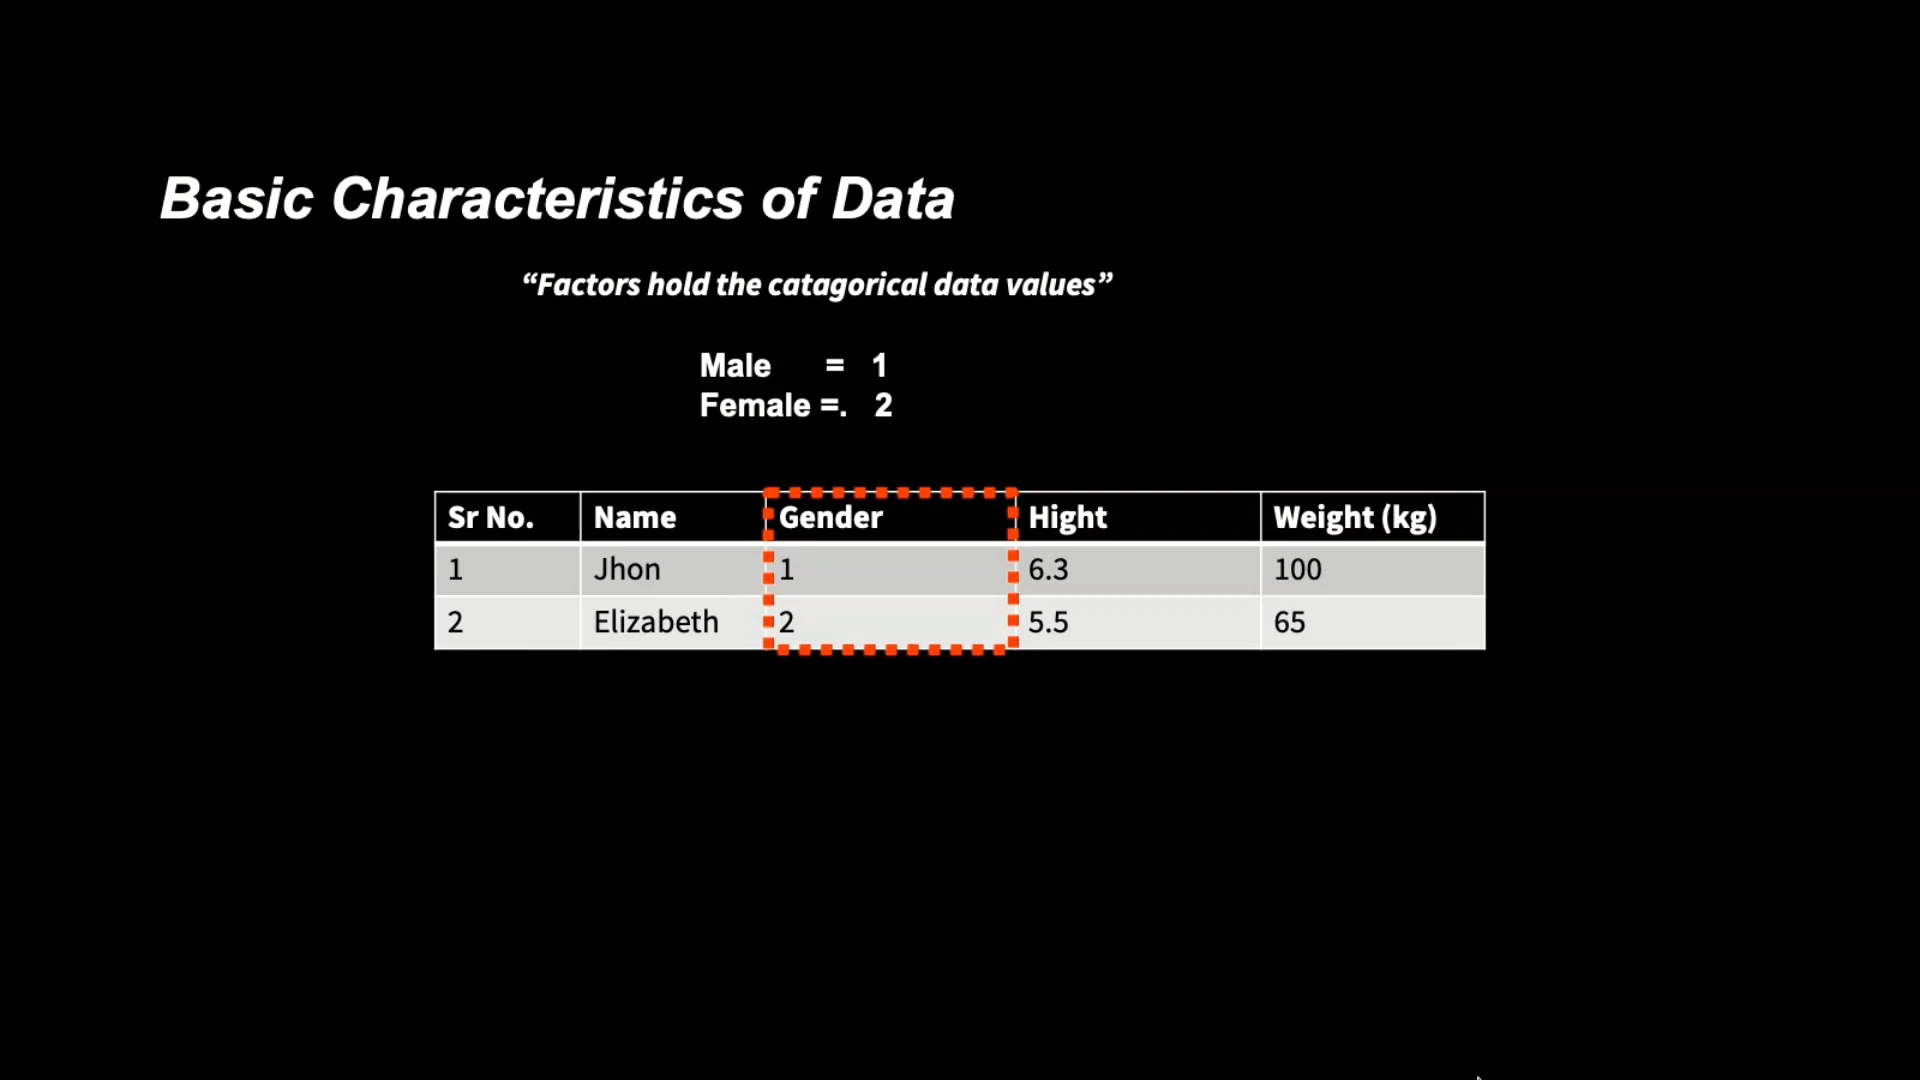 Basic Characteristics of Data
“Factors hold the catagorical data values”
Male = 1
Female =. 2
Sr No. Name Gender Hight Weight (kg)
1 Jhon 1 6.3 100
2 Elizabeth 2 5.5 65